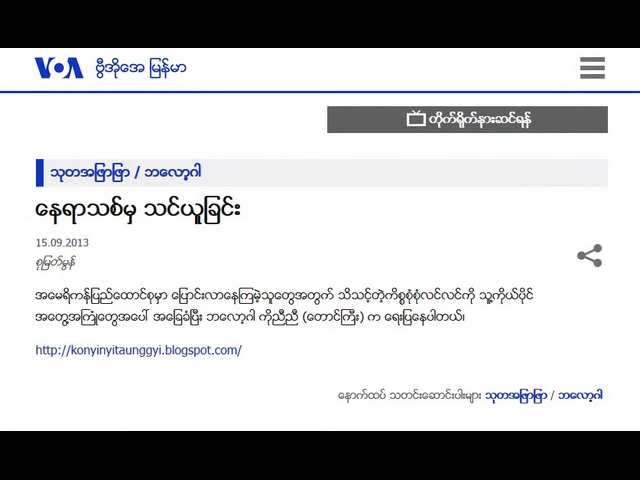 VOA ဗွီအိုအေ မြန်မာ
တိုက်ရိုက်နားဆင်ရန်
သုတအဖြာဖြာ / ဘလော့ဂါ
နေရာသစ်မှ သင်ယူခြင်း
15.09.2013
စုမြတ်မွန်
အမေရိကန်ပြည်ထောင်စုမှာ ပြောင်းလာနေကြမဲ့သူတွေအတွက် သိသင့်တဲ့ကိစ္စစုံစုံလင်လင်ကို သူ့ကိုယ်ပိုင်
အတွေ့အကြုံတွေအပေါ် အခြေခံပြီး ဘလော့ဂါ ကိုညီညီ (တောင်ကြီး) က ရေးပြနေပါတယ်၊
http://konyinyitaunggyi.blogspot.com/
နောက်ထပ် သတင်းဆောင်းပါးများ သုတအဖြာဖြာ / ဘလော့ဂါ